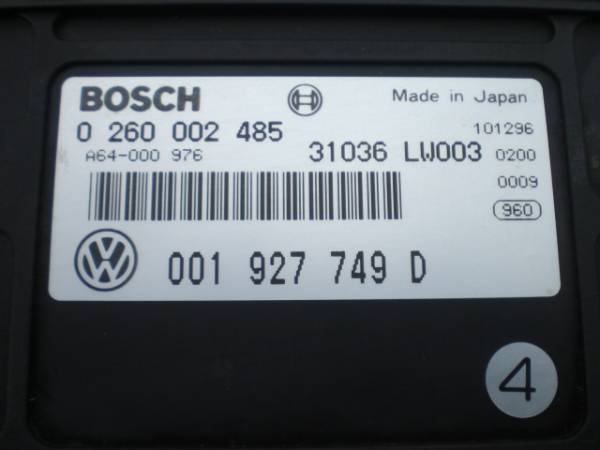 BOSCH Made in Japan
0 260 002 485 101296
A64-000 976 31036 LW003 0200
0009
960
001 927 749 D
4